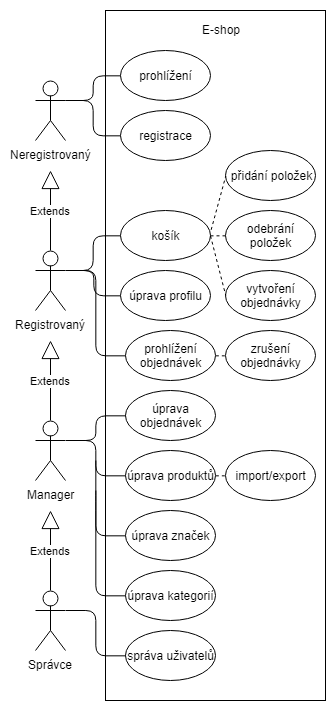 E-shop
prohlížení
registrace
Neregistrovaný
Extends
přidání položek
košík
odebrání
položek
úprava profilu
vytvoření
objednávky
Registrovaný
prohlížení
objednávek
zrušení
objednávky
Extends
úprava
objednávek
úprava produktů
import/export
Manager
úprava značek
Extends
úprava kategorií
správa uživatelů
Správce